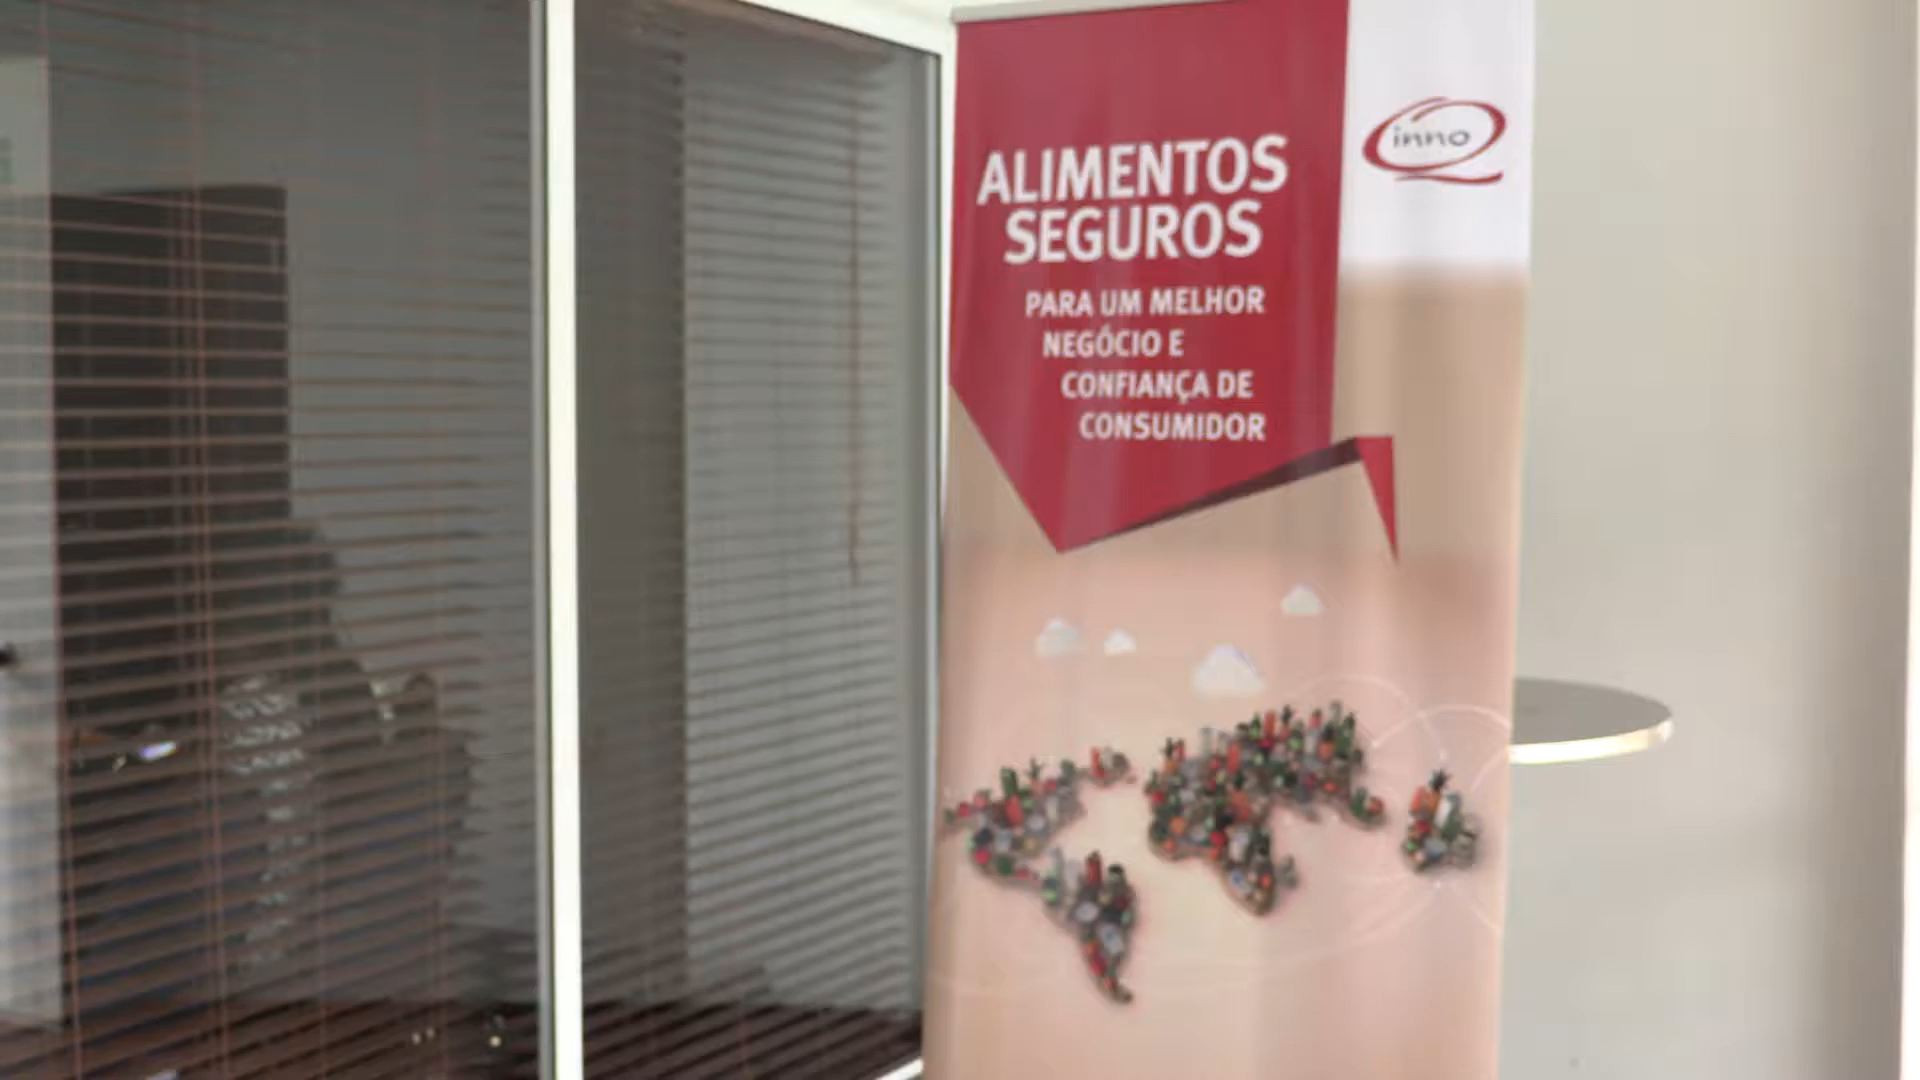 ALIMENTOS
SEGUROS
PARA UM MELHOR
NEGÓCIO E
CONFIANÇA DE
CONSUMIDOR
inno